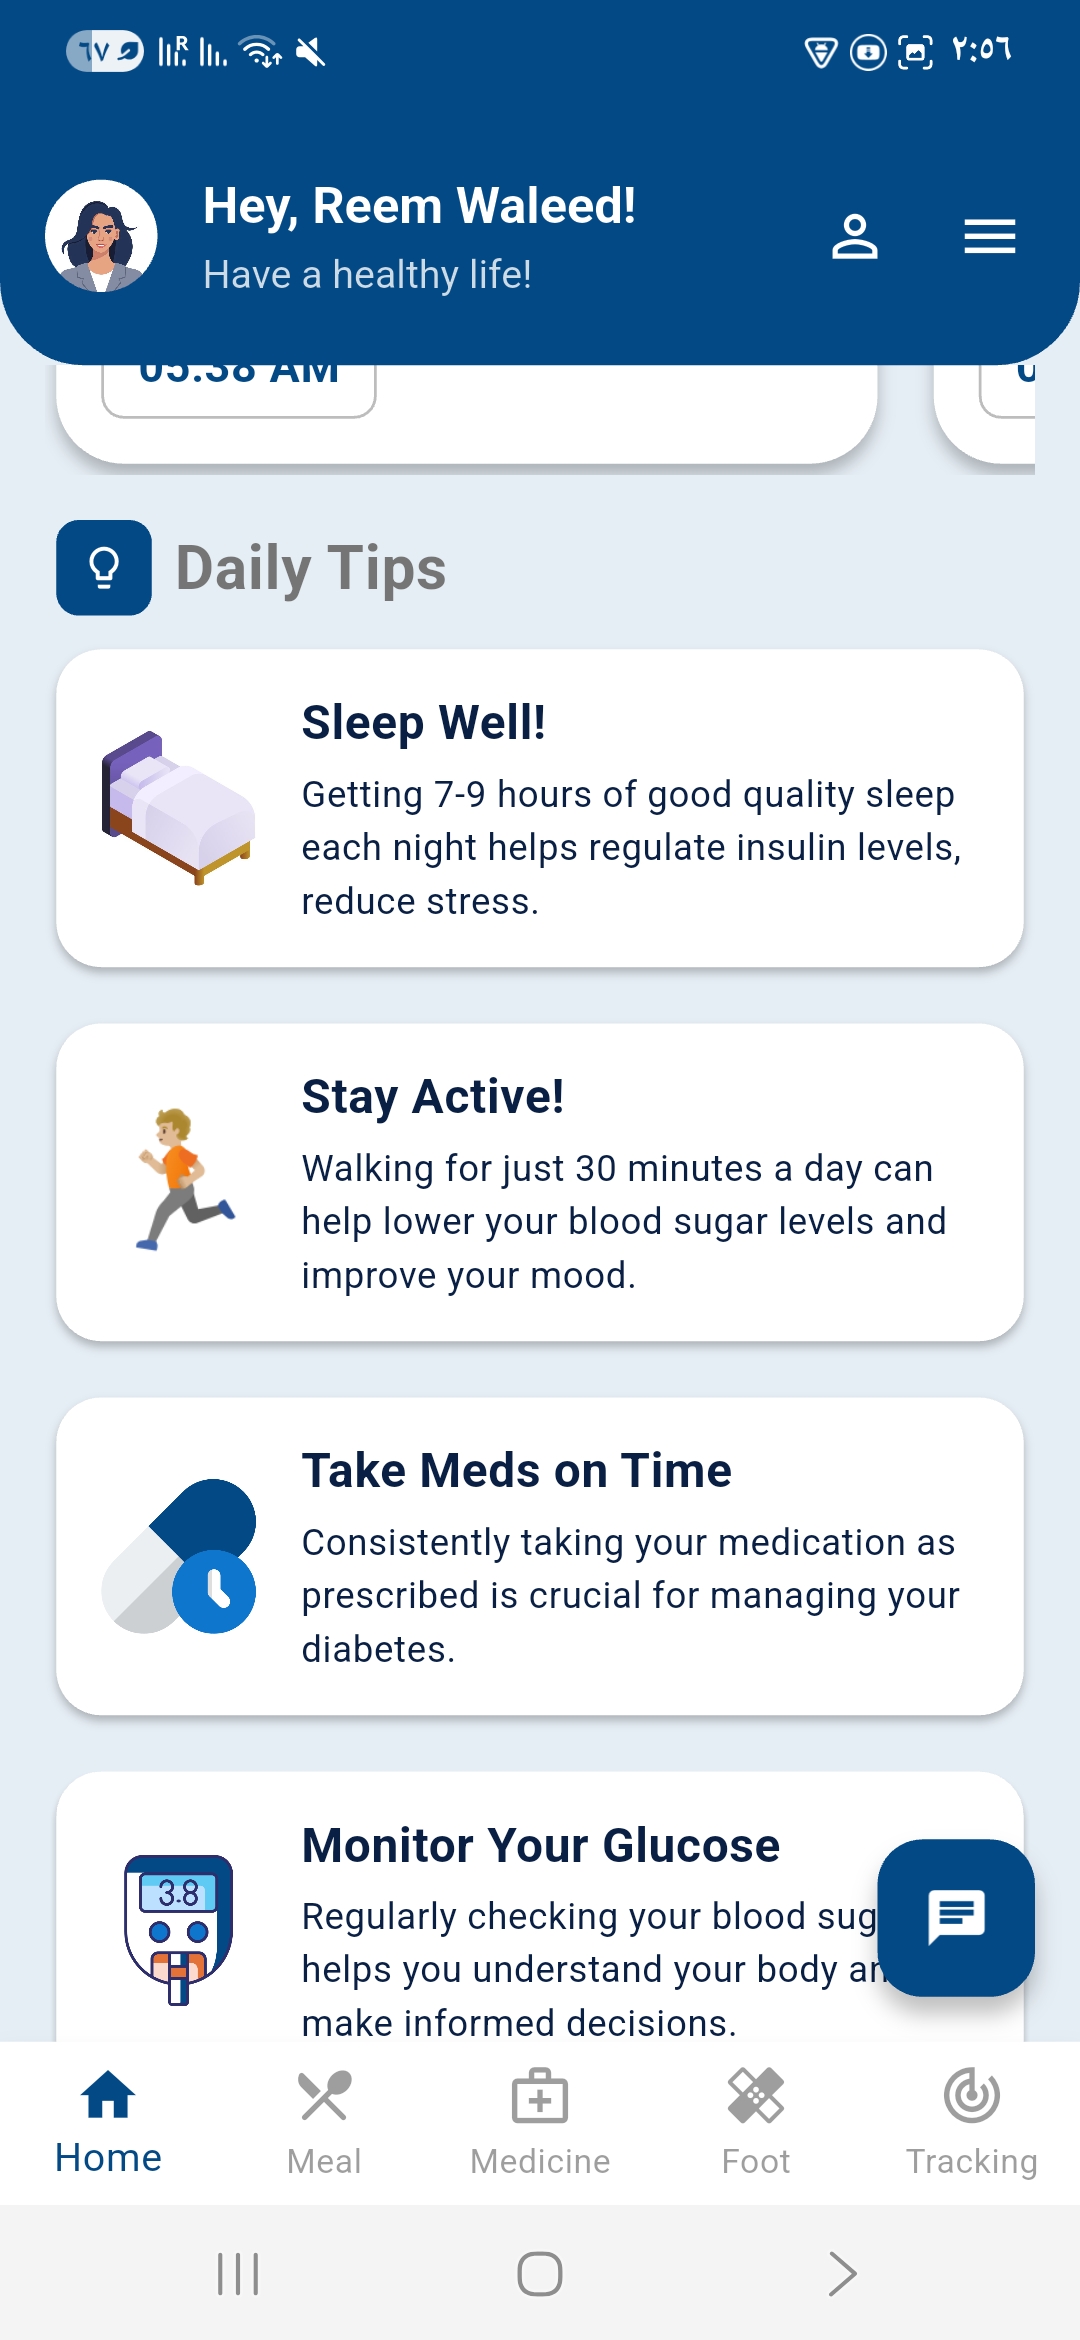 ٦٧
R
٢:٥٦
Hey, Reem Waleed!
Have a healthy life!
05:38 AM
Daily Tips
Sleep Well!
Getting 7-9 hours of good quality sleep
each night helps regulate insulin levels,
reduce stress.
Stay Active!
Walking for just 30 minutes a day can
help lower your blood sugar levels and
improve your mood.
Take Meds on Time
Consistently taking your medication as
prescribed is crucial for managing your
diabetes.
3.8
Monitor Your Glucose
Regularly checking your blood sug
helps you understand your body an
make informed decisions.
Home
Meal
Medicine
Foot
Tracking